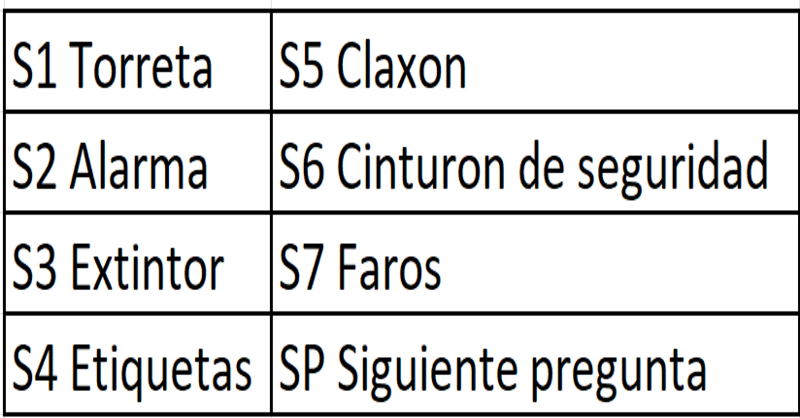 S1 Torreta
S5 Claxon
S2 Alarma
S6 Cinturon de seguridad
S3 Extintor
S7 Faros
S4 Etiquetas
SP Siguiente pregunta